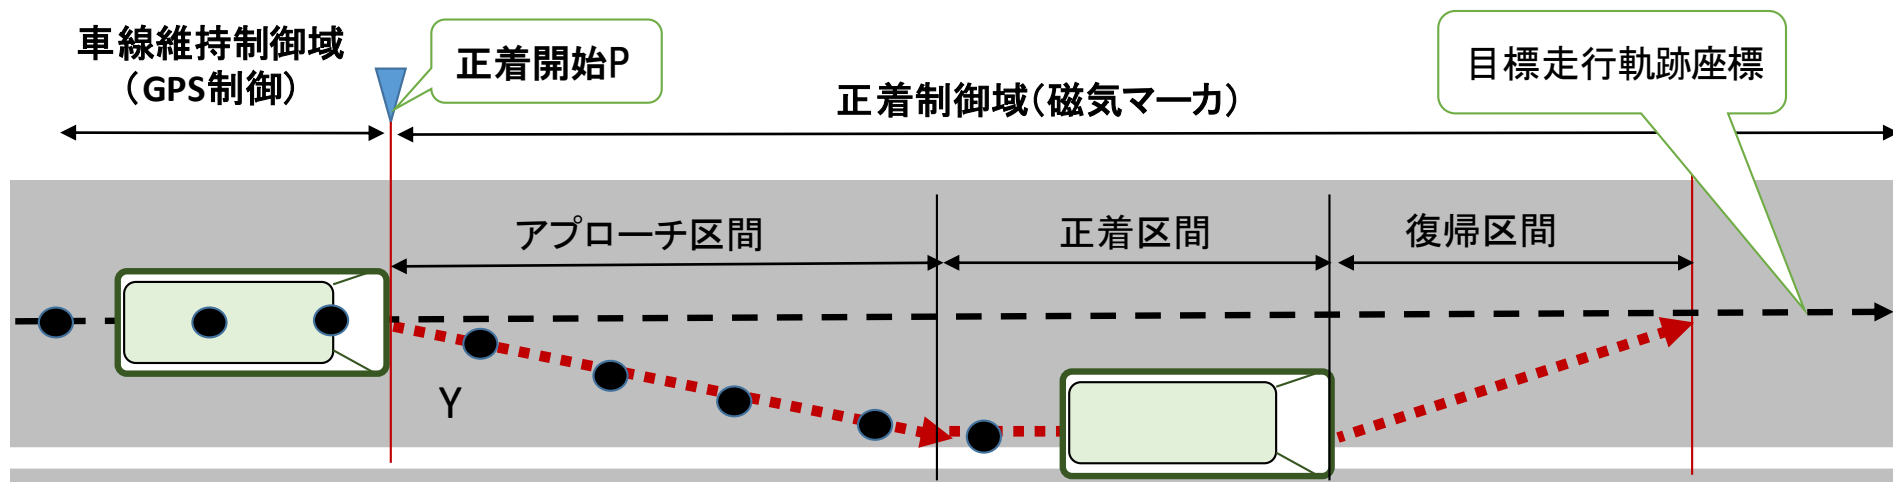 車線維持制御域
（GPS制御）
正着開始P
正着制御域（磁気マーカ）
目標走行軌跡座標
アプローチ区間
正着区間
復帰区間
Y